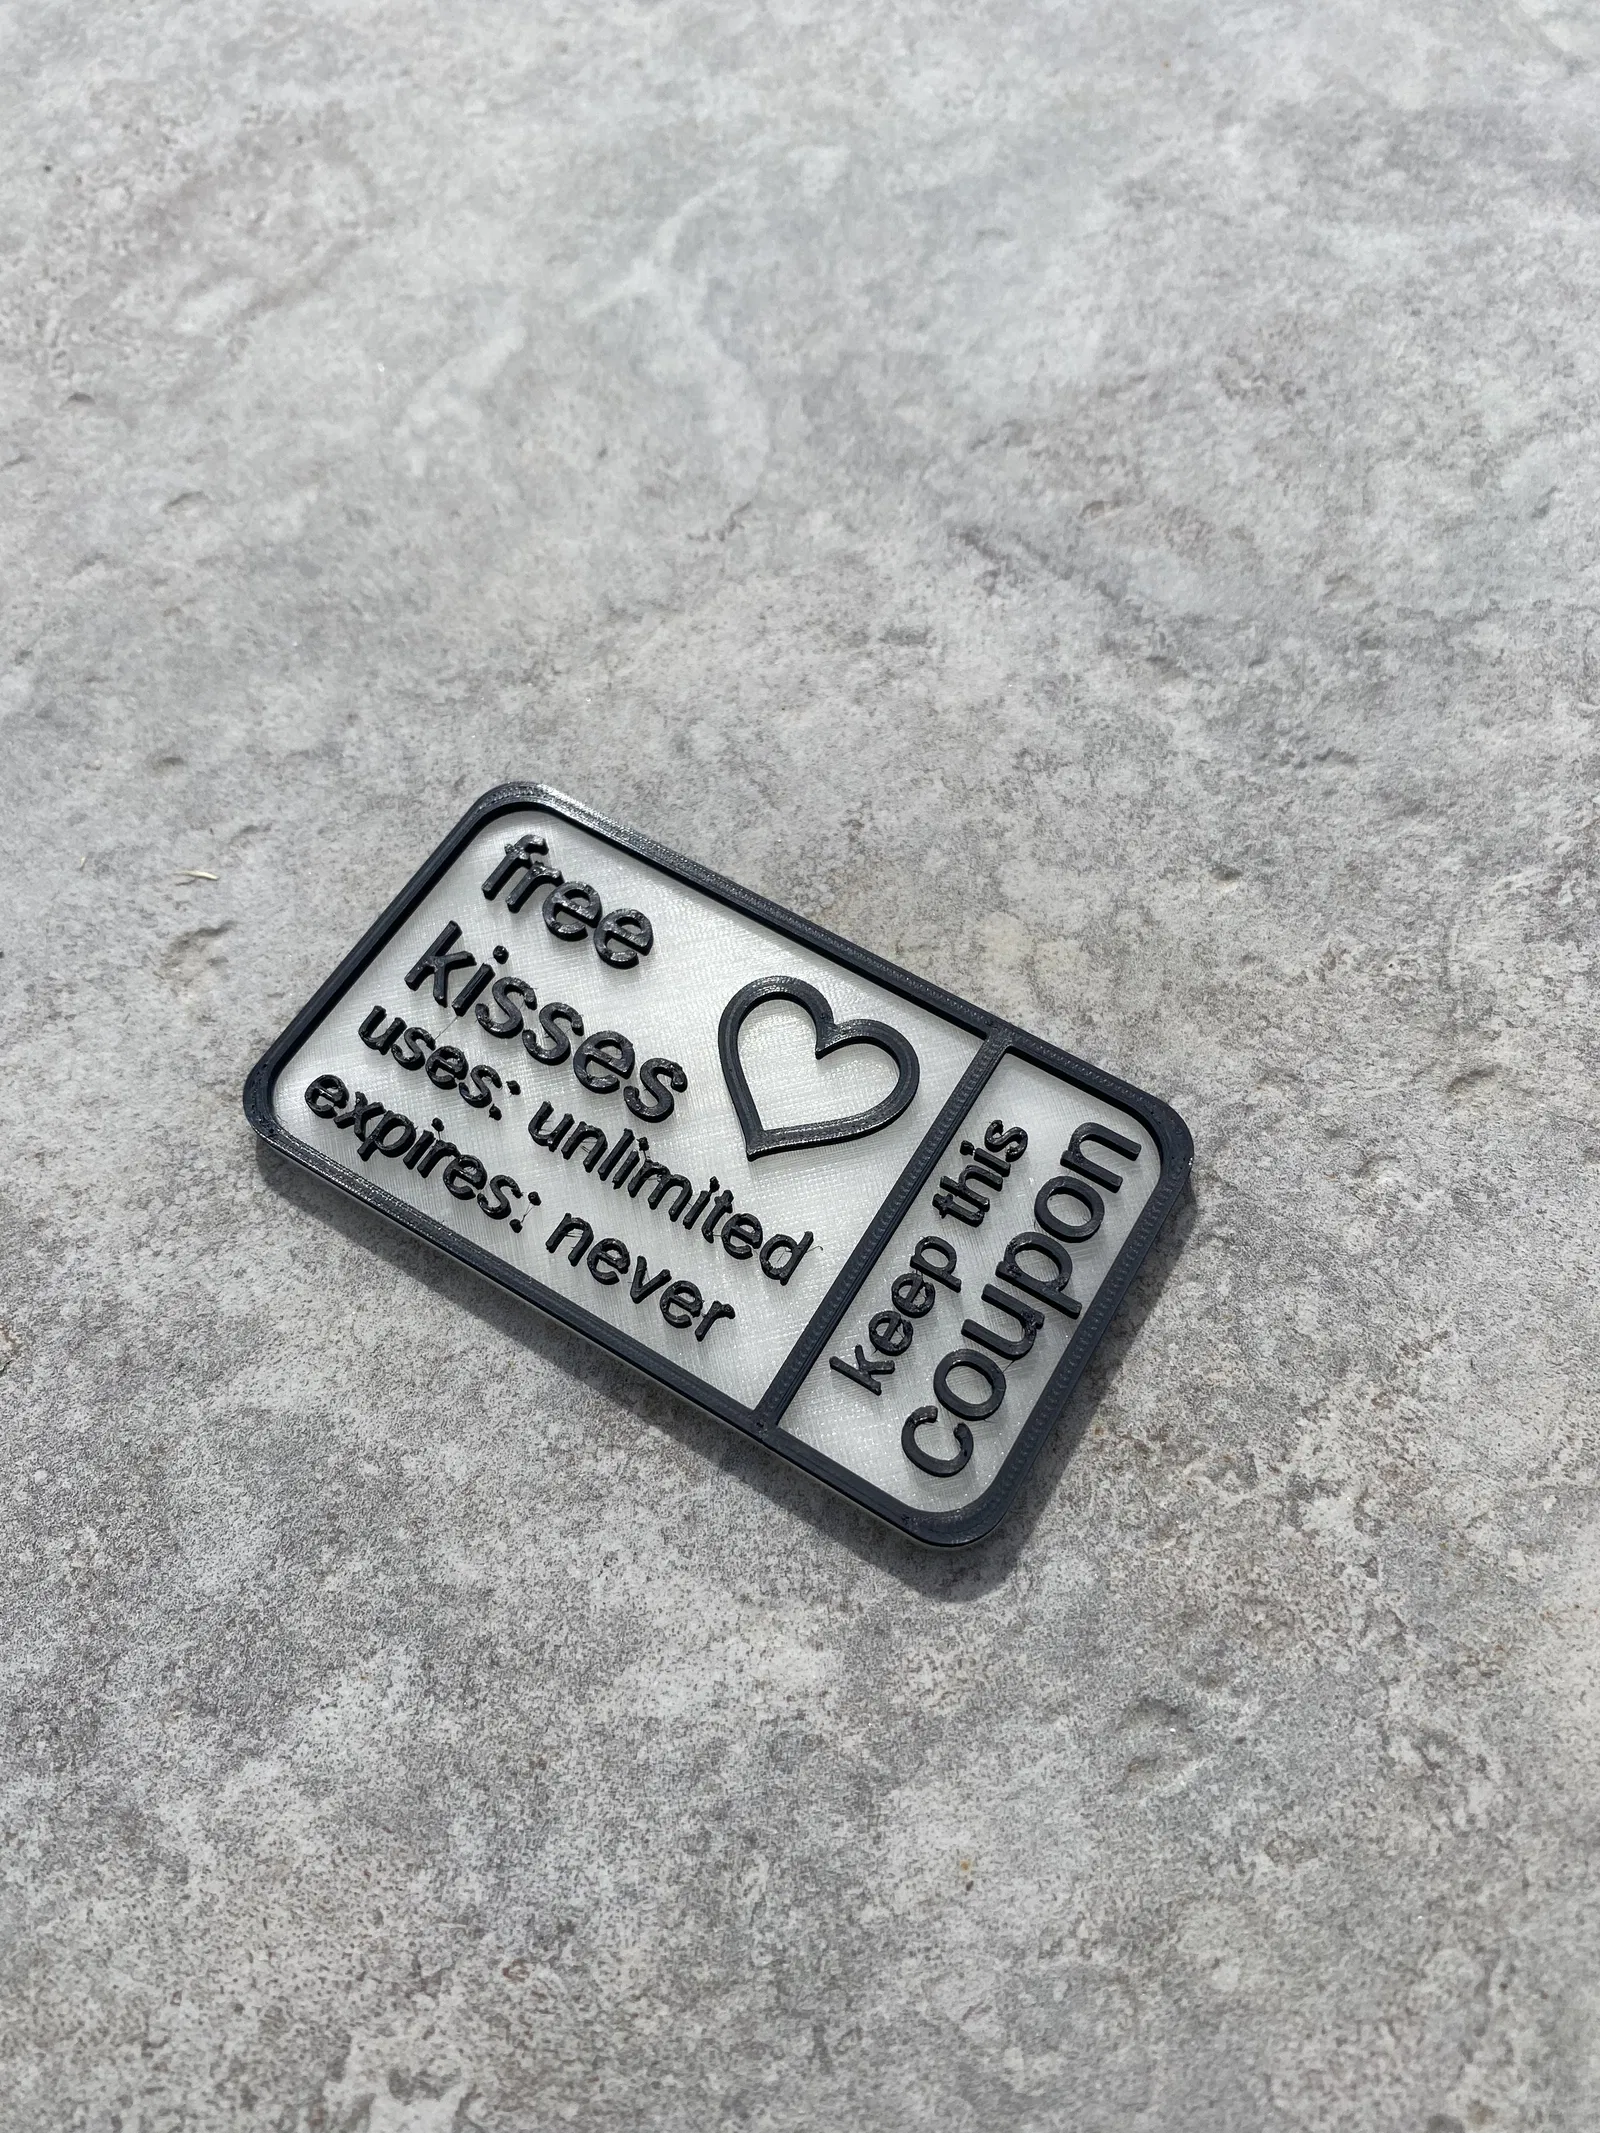 free
kisses
uses: unlimited
expires: never
keep this
coupon